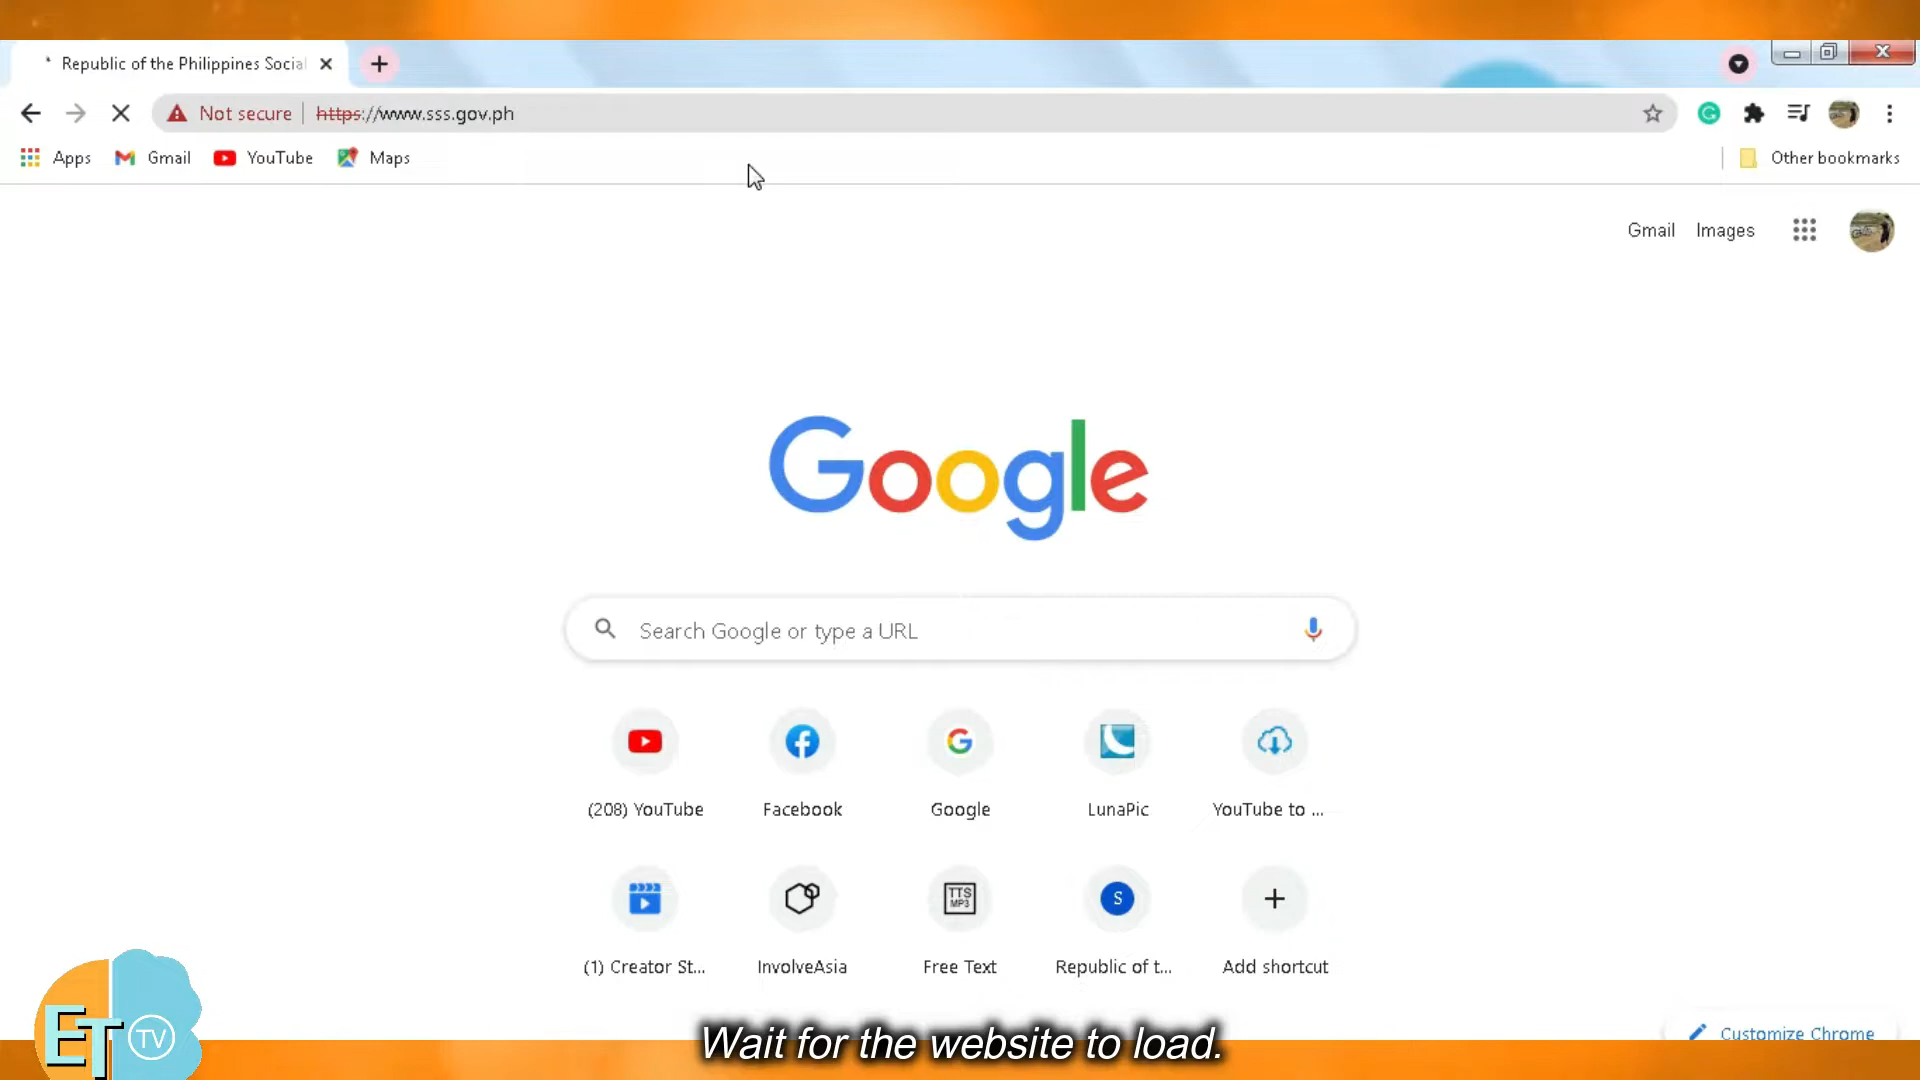 Republic of the Philippines Social
Not secure https://www.sss.gov.ph
Apps Gmail YouTube Maps Other bookmarks
Gmail Images
Google
Search Google or type a URL
(208) YouTube Facebook Google LunaPic YouTube to ...
TTS
MP3
S
(1) Creator St... InvolveAsia Free Text Republic of t... Add shortcut
Customize Chrome
ET TV
Wait for the website to load.